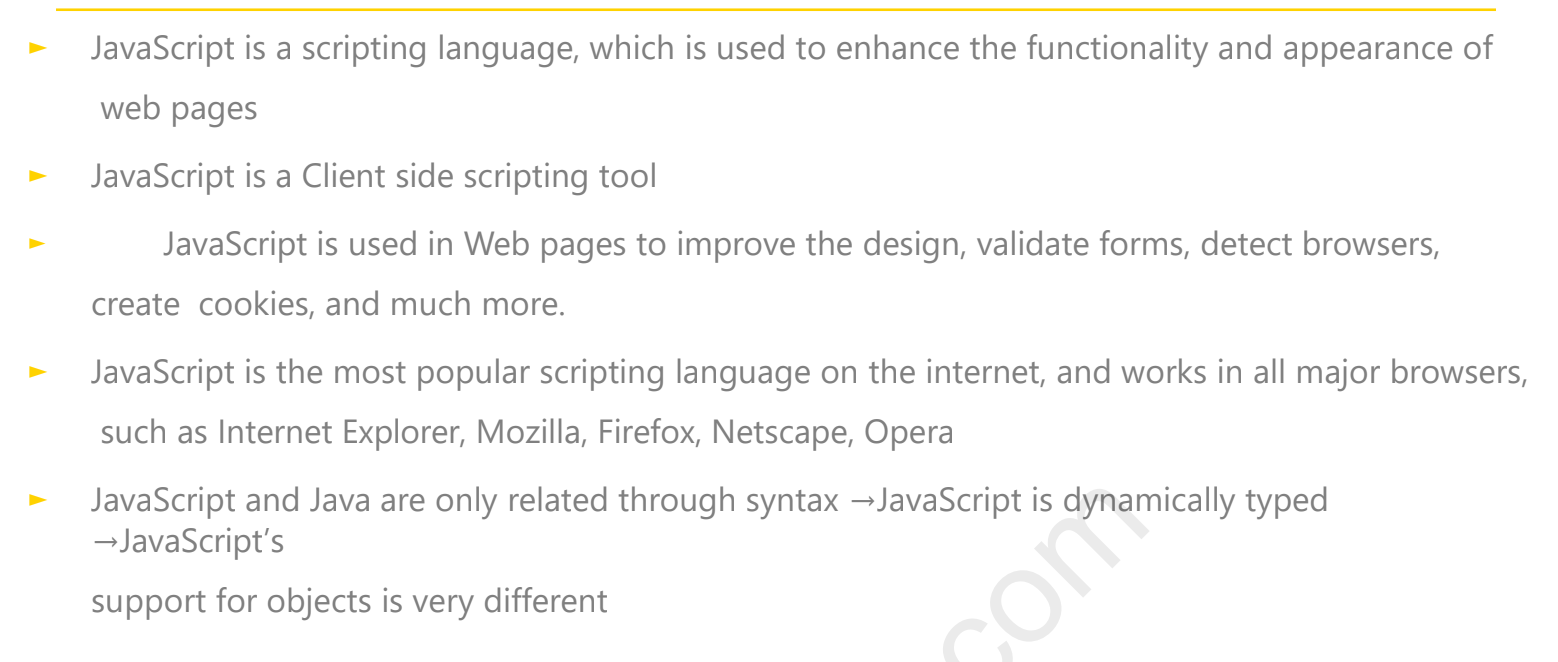 ► JavaScript is a scripting language, which is used to enhance the functionality and appearance of
web pages
► JavaScript is a Client side scripting tool
► JavaScript is used in Web pages to improve the design, validate forms, detect browsers,
create cookies, and much more.
► JavaScript is the most popular scripting language on the internet, and works in all major browsers,
such as Internet Explorer, Mozilla, Firefox, Netscape, Opera
► JavaScript and Java are only related through syntax →JavaScript is dynamically typed
→JavaScript’s
support for objects is very different
.com